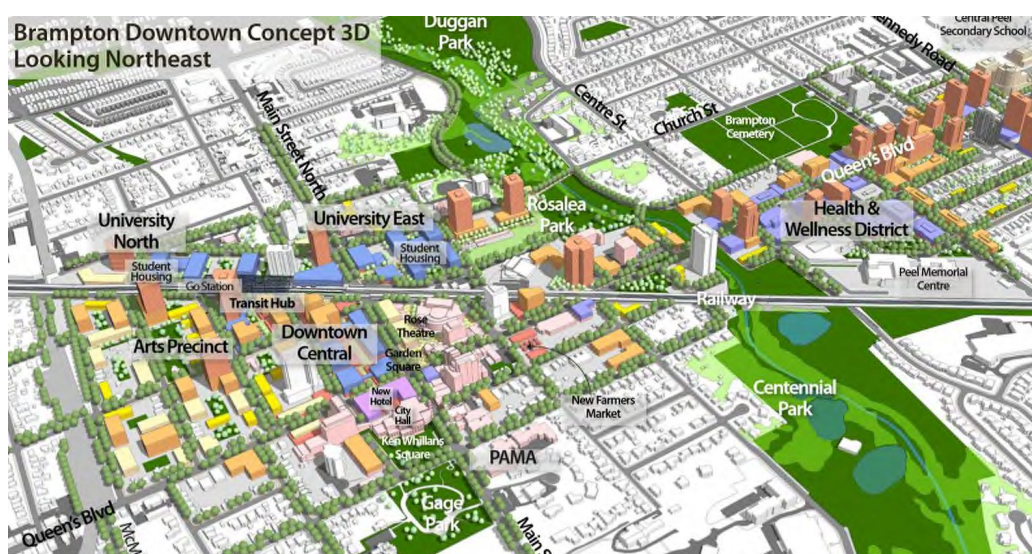 Brampton Downtown Concept 3D
Looking Northeast
Duggan
Park
Central Peel
Secondary School
Kennedy Road
Main Street North
Centre St
Church St
Brampton
Cemetery
Queen's Blvd
University
North
University East
Rosalea
Park
Health &
Wellness District
Student
Housing
Student
Housing
Go Station
Peel Memorial
Centre
Transit Hub
Railway
Arts Precinct
Downtown
Central
Rose
Theatre
Garden
Square
New
Hotel
City
Hall
New Farmers
Market
Centennial
Park
Ken Whillans
Square
PAMA
Gage
Park
Queen's Blvd
Main